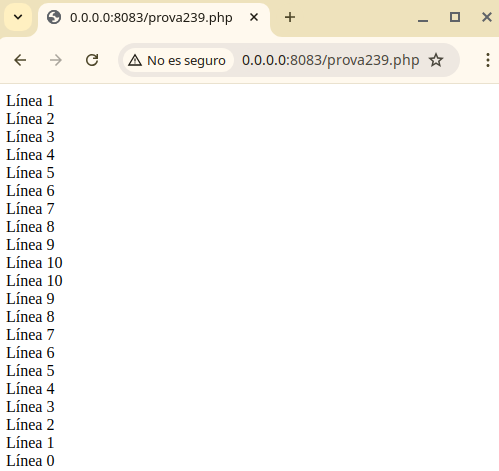 0.0.0.0:8083/prova239.php
No es seguro
0.0.0.0:8083/prova239.php
Línea 1
Línea 2
Línea 3
Línea 4
Línea 5
Línea 6
Línea 7
Línea 8
Línea 9
Línea 10
Línea 10
Línea 9
Línea 8
Línea 7
Línea 6
Línea 5
Línea 4
Línea 3
Línea 2
Línea 1
Línea 0